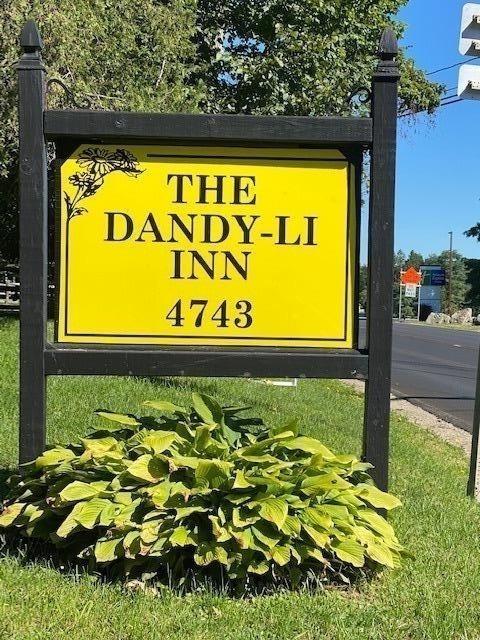 THE
DANDY-LI
INN
4743